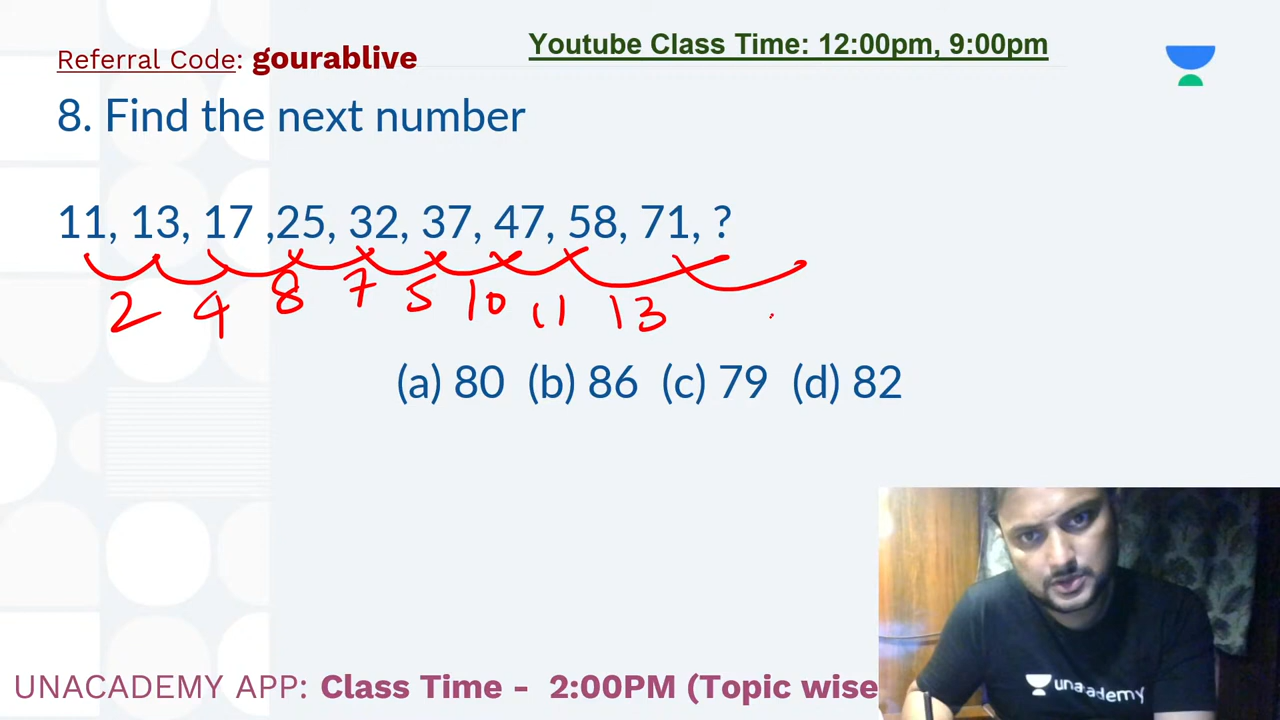 Referral Code: gourablive
Youtube Class Time: 12:00pm, 9:00pm
8. Find the next number
11, 13, 17 ,25, 32, 37, 47, 58, 71, ?
2 4 8 7 5 10 11 13
(a) 80 (b) 86 (c) 79 (d) 82
unacademy
UNACADEMY APP: Class Time - 2:00PM (Topic wise